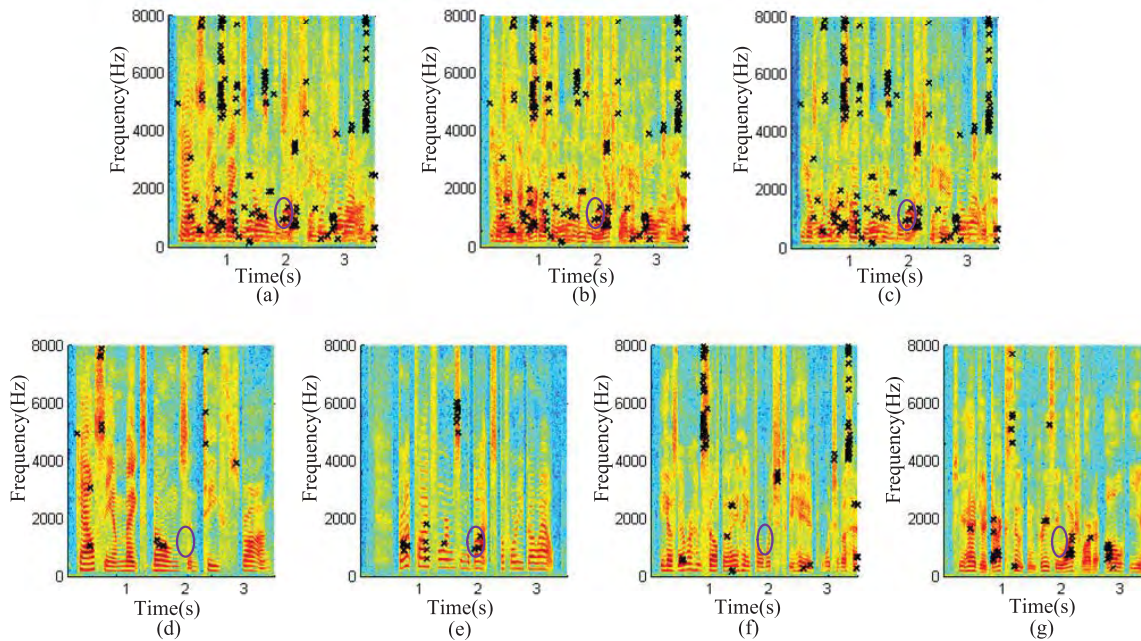 8000
6000
4000
2000
0
Frequency(Hz)
1 2 3
Time(s)
(a)
8000
6000
4000
2000
0
Frequency(Hz)
1 2 3
Time(s)
(b)
8000
6000
4000
2000
0
Frequency(Hz)
1 2 3
Time(s)
(c)
8000
6000
4000
2000
0
Frequency(Hz)
1 2 3
Time(s)
(d)
8000
6000
4000
2000
0
Frequency(Hz)
1 2 3
Time(s)
(e)
8000
6000
4000
2000
0
Frequency(Hz)
1 2 3
Time(s)
(f)
8000
6000
4000
2000
0
Frequency(Hz)
1 2 3
Time(s)
(g)